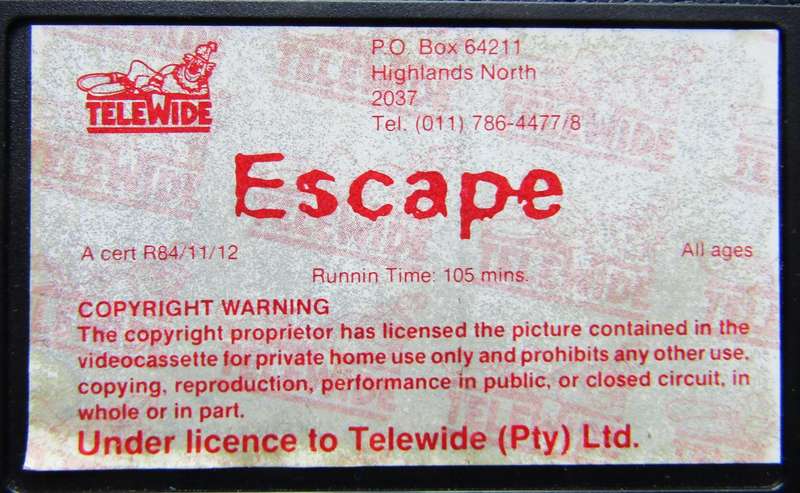 TELEWIDE
P.O. Box 64211
Highlands North
2037
Tel. (011) 786-4477/8
Escape
A cert R84/11/12
All ages
Runnin Time: 105 mins.
COPYRIGHT WARNING
The copyright proprietor has licensed the picture contained in the
videocassette for private home use only and prohibits any other use,
copying, reproduction, performance in public, or closed circuit, in
whole or in part.
Under licence to Telewide (Pty) Ltd.